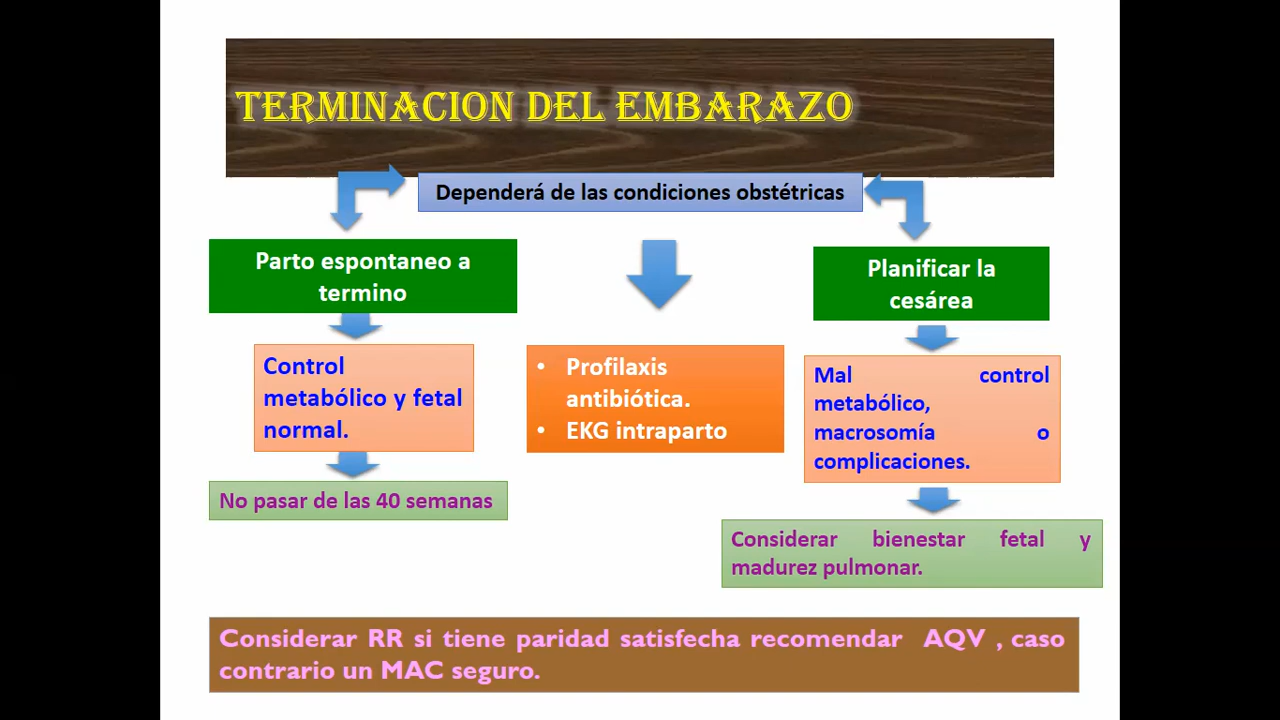 TERMINACION DEL EMBARAZO
Dependerá de las condiciones obstétricas
Parto espontaneo a
termino
Control
metabólico y fetal
normal.
No pasar de las 40 semanas
• Profilaxis
antibiótica.
• EKG intraparto
Planificar la
cesárea
Mal control
metabólico,
macrosomía o
complicaciones.
Considerar bienestar fetal y
madurez pulmonar.
Considerar RR si tiene paridad satisfecha recomendar AQV , caso
contrario un MAC seguro.